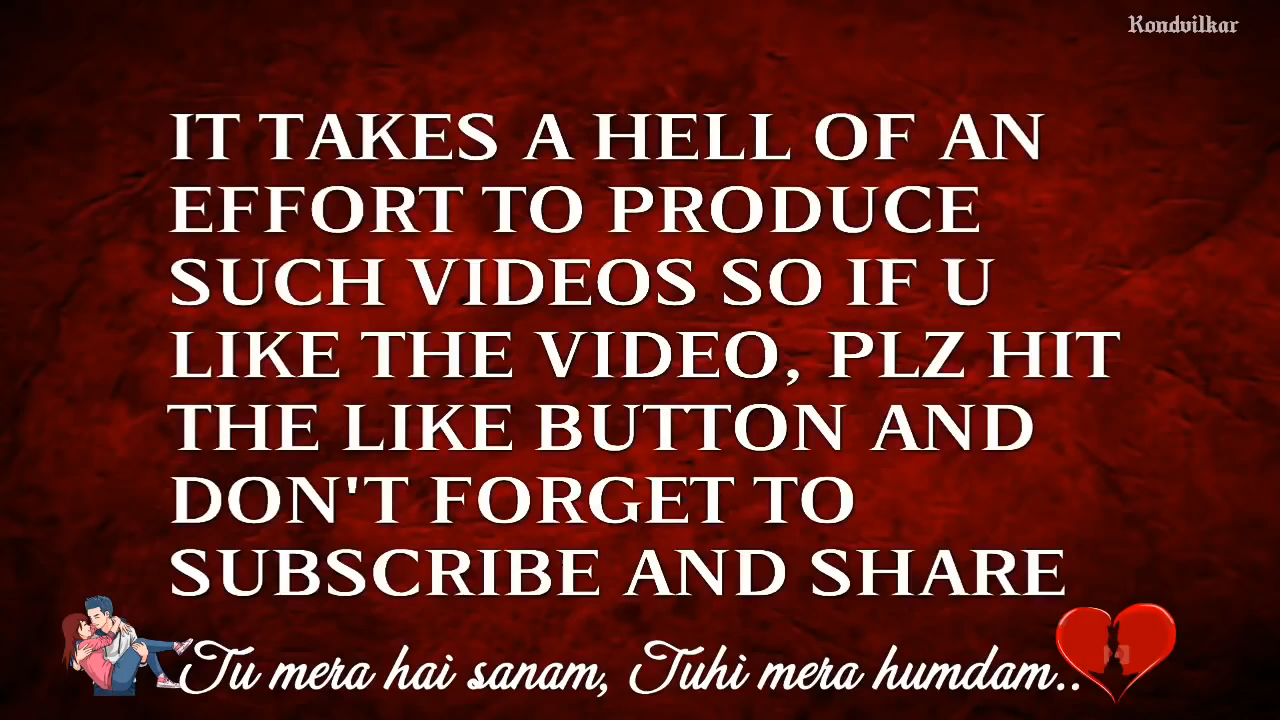 Kondvilkar
IT TAKES A HELL OF AN
EFFORT TO PRODUCE
SUCH VIDEOS SO IF U
LIKE THE VIDEO, PLZ HIT
THE LIKE BUTTON AND
DON'T FORGET TO
SUBSCRIBE AND SHARE
Tu mera hai sanam, Tuhi mera humdam..